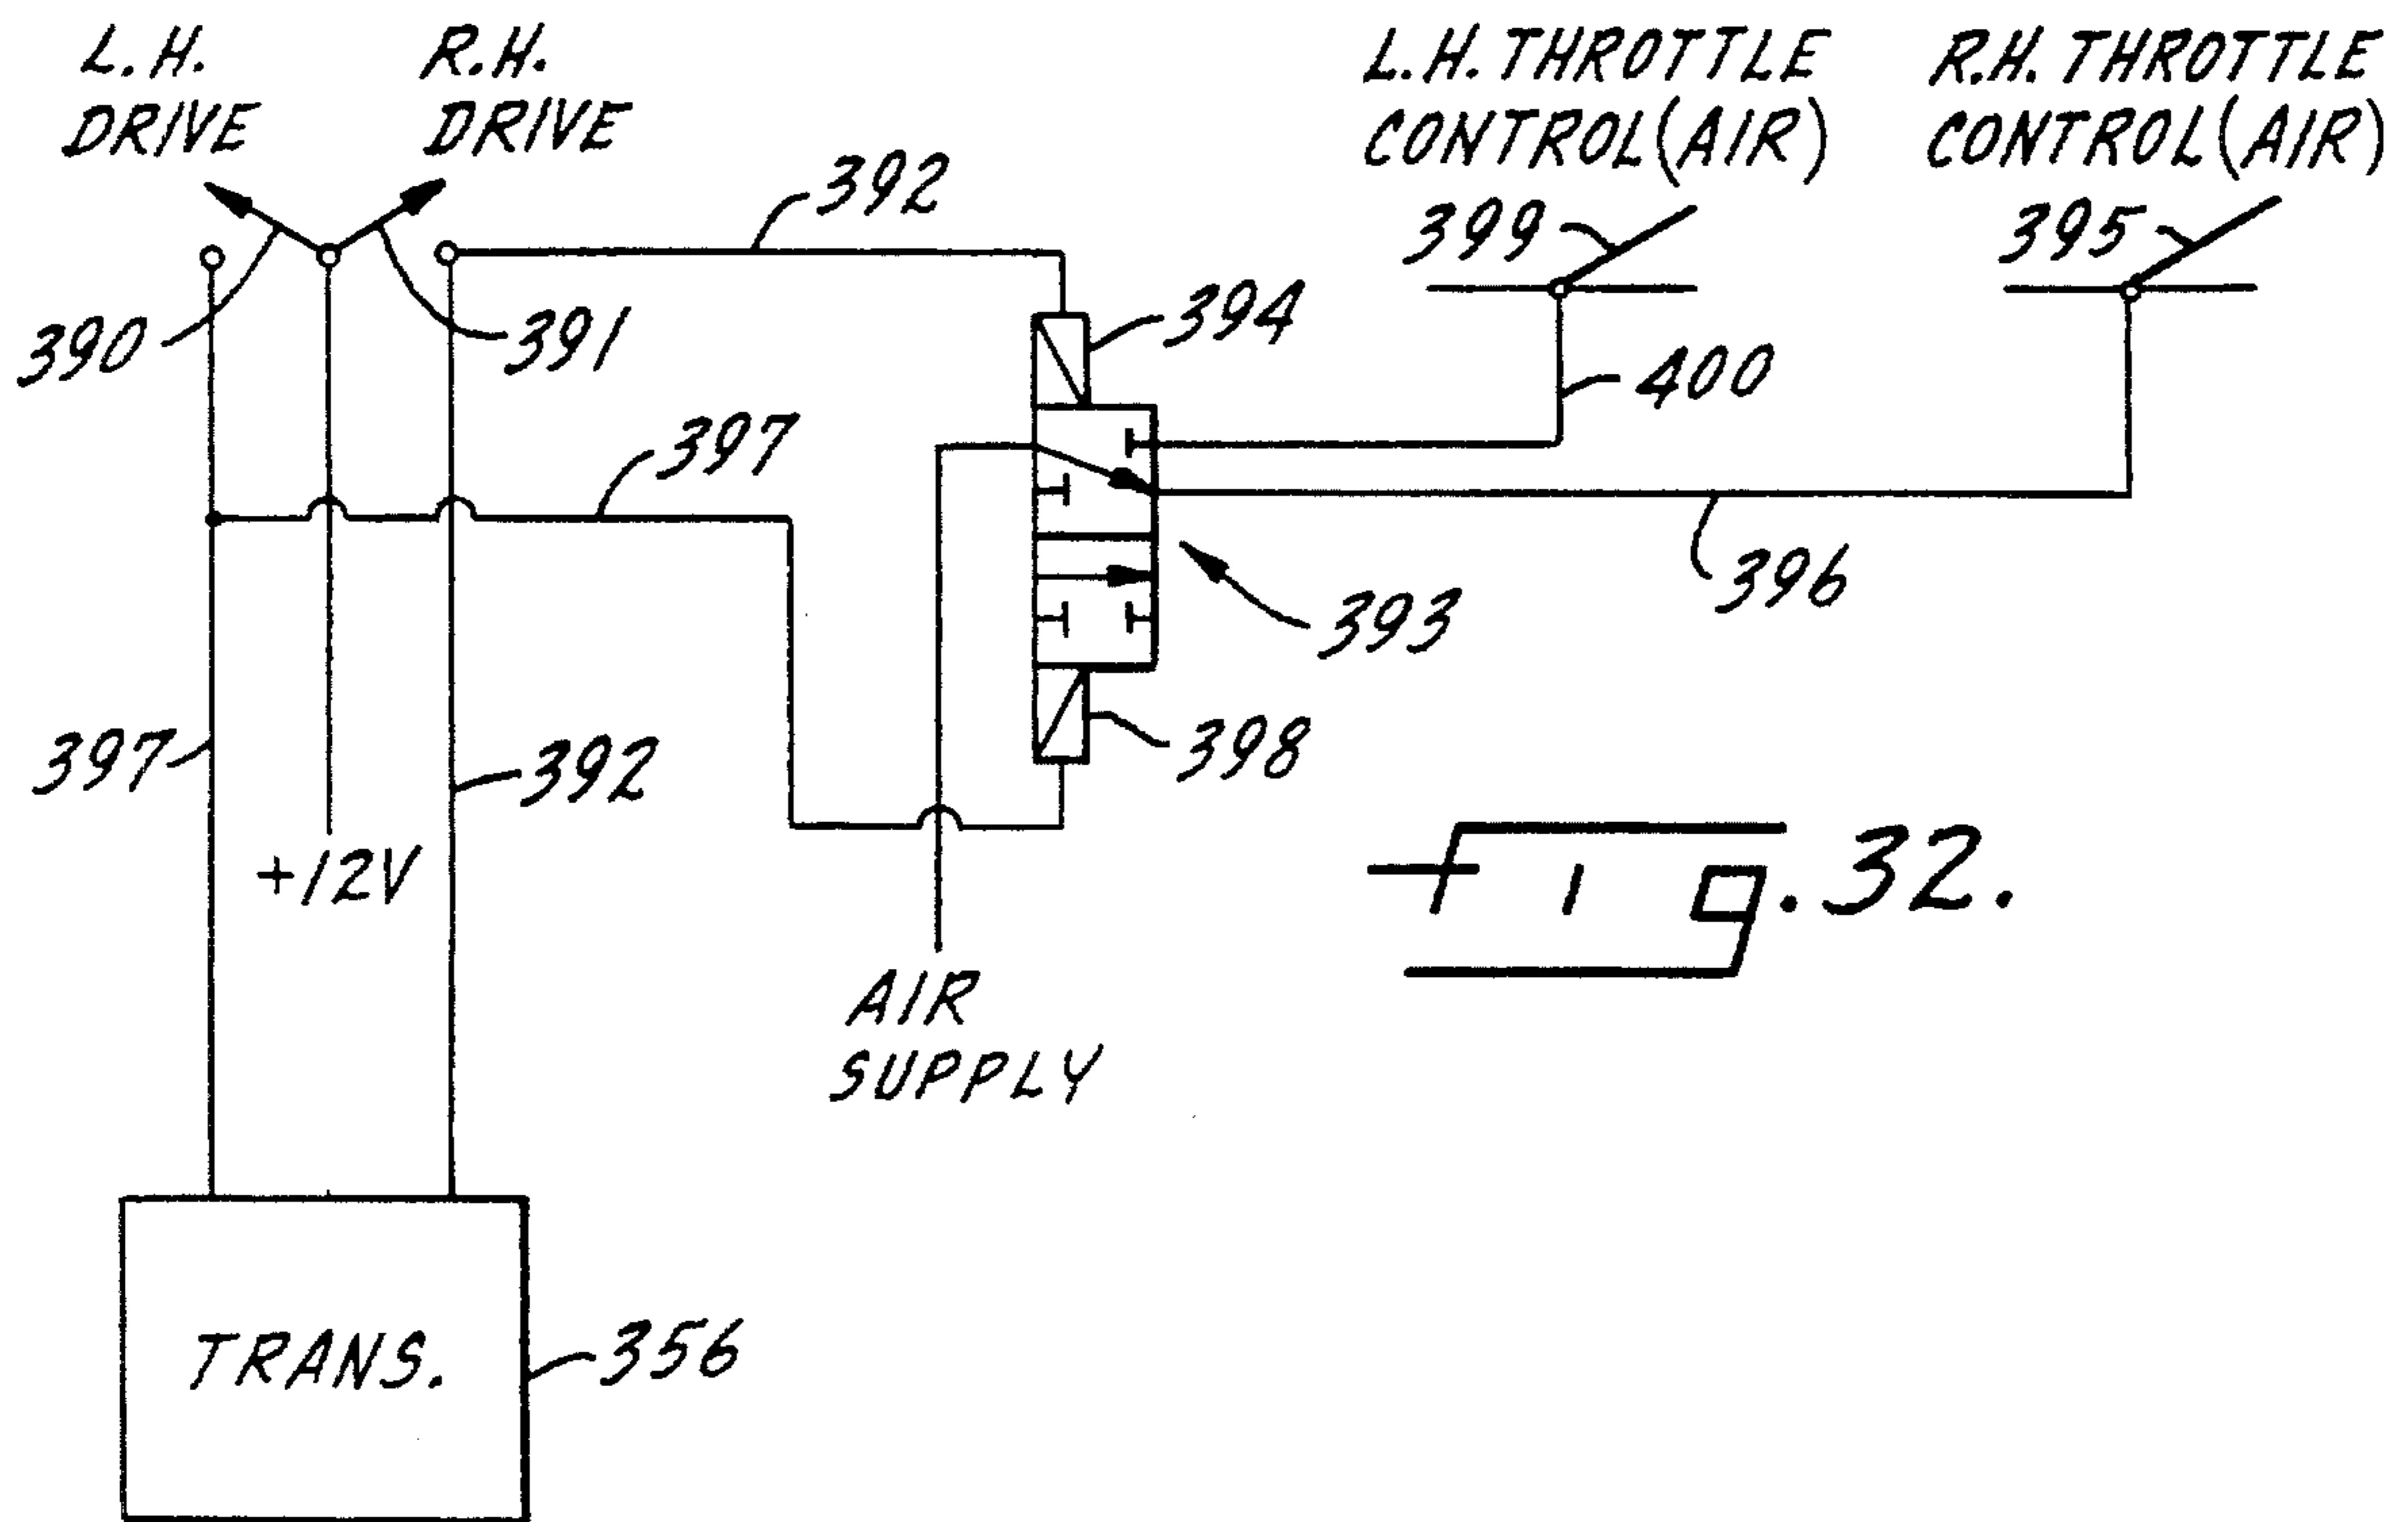 L.H.
DRIVE
R.H.
DRIVE
L.H. THROTTLE
CONTROL (AIR)
R.H. THROTTLE
CONTROL (AIR)
392
399
395
390
391
394
400
397
396
393
397
392
398
+12V
Fig. 32.
AIR
SUPPLY
TRANS.
356